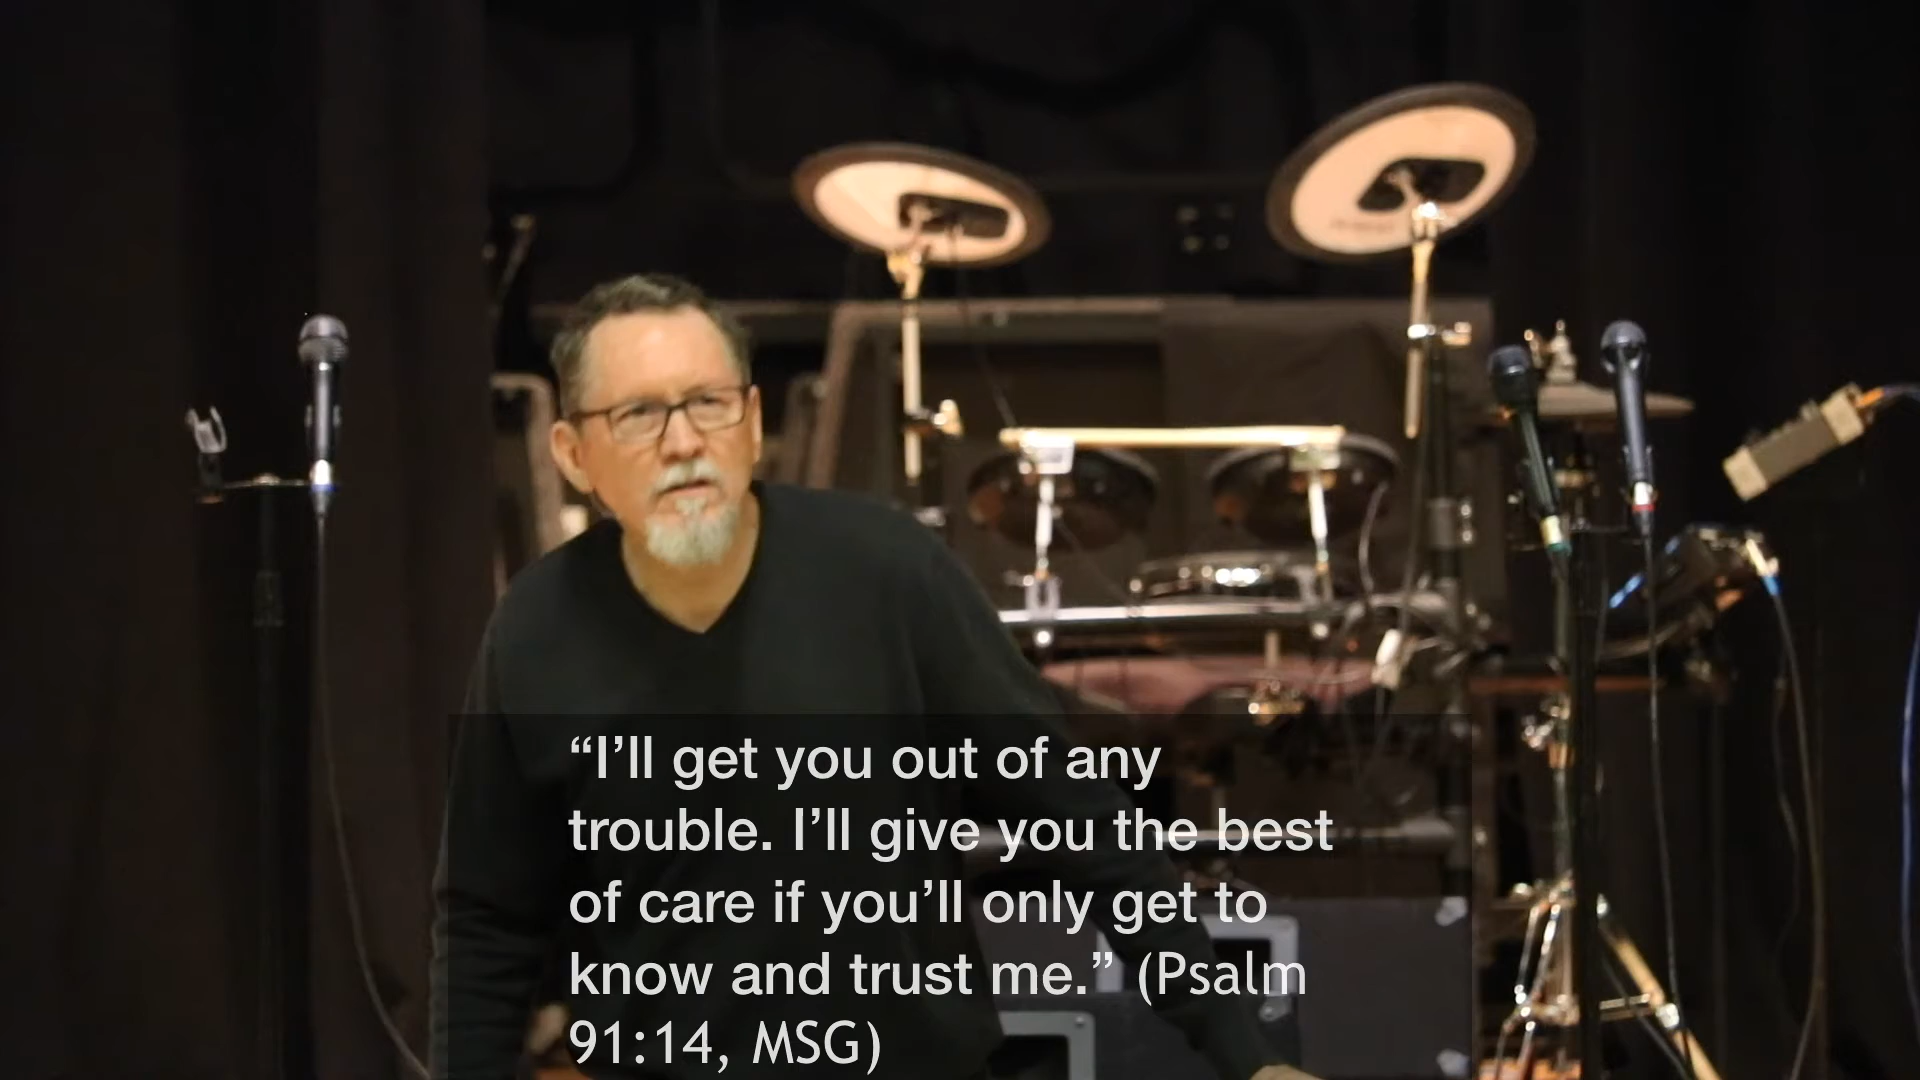 “I’ll get you out of any
trouble. I’ll give you the best
of care if you’ll only get to
know and trust me.” (Psalm
91:14, MSG)